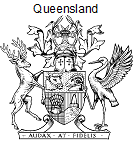 Queensland
AUDAX · AT · FIDELIS